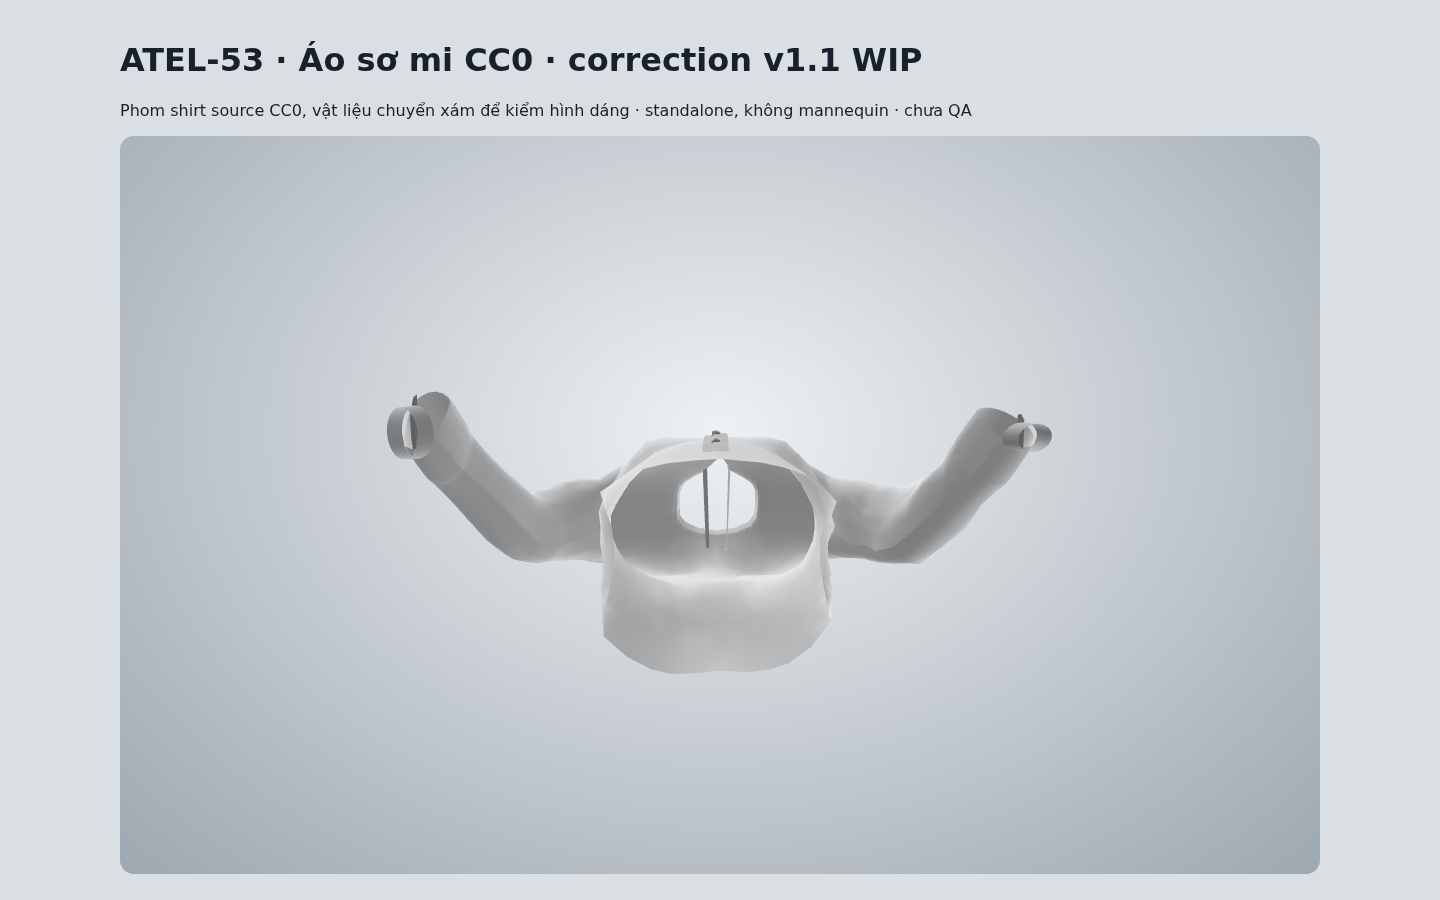 ATEL-53 · Áo sơ mi CC0 · correction v1.1 WIP
Phom shirt source CC0, vật liệu chuyển xám để kiểm hình dáng · standalone, không mannequin · chưa QA